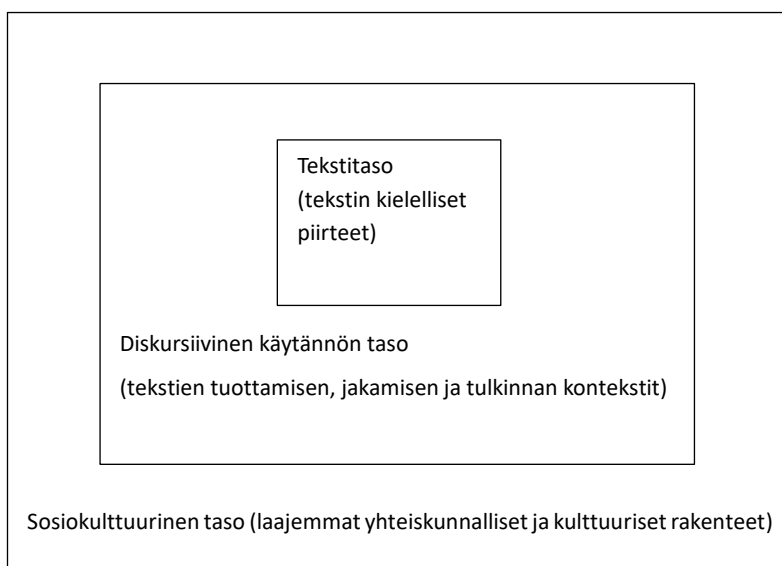 Tekstitaso
(tekstin kielelliset
piirteet)
Diskursiivinen käytännön taso
(tekstien tuottamisen, jakamisen ja tulkinnan kontekstit)
Sosiokulttuurinen taso (laajemmat yhteiskunnalliset ja kulttuuriset rakenteet)